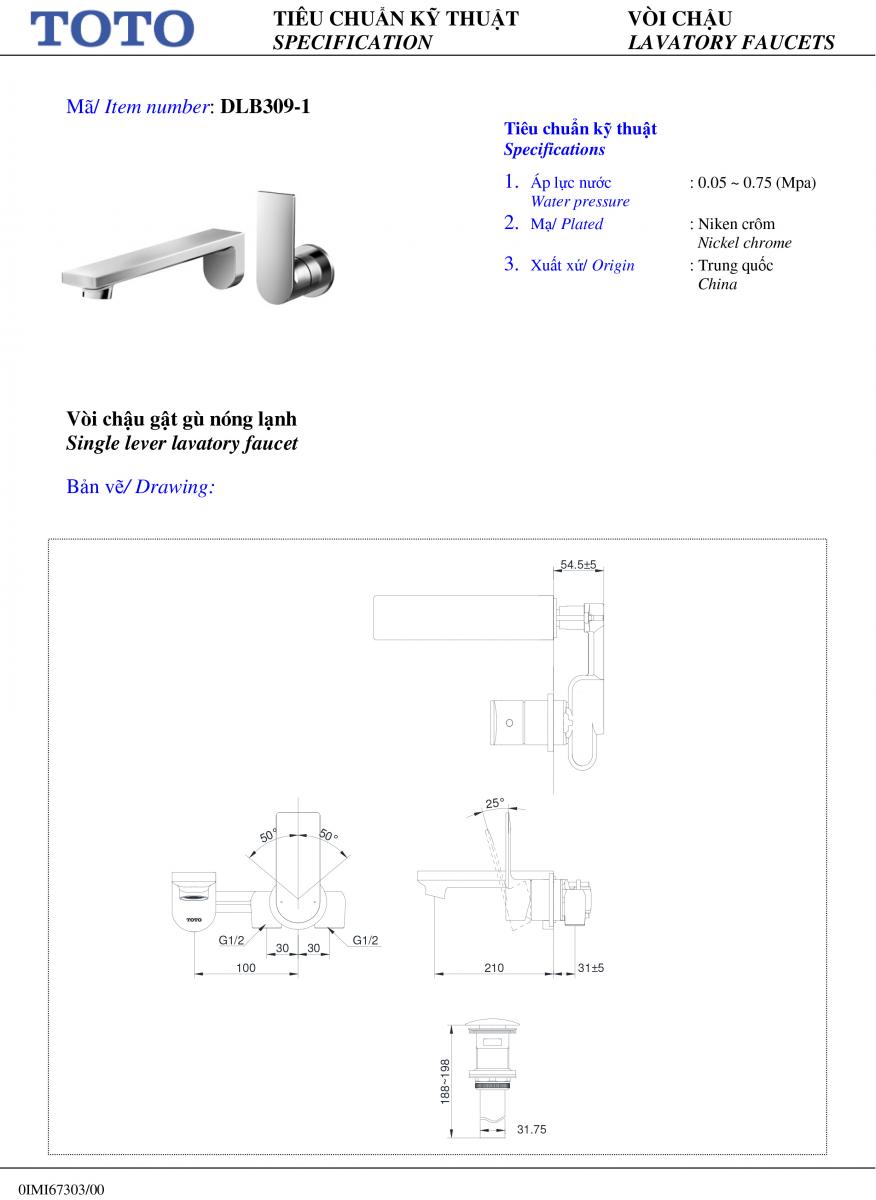 TOTO
TIÊU CHUẨN KỸ THUẬT
SPECIFICATION
VÒI CHẬU
LAVATORY FAUCETS
Mã/ Item number: DLB309-1
Tiêu chuẩn kỹ thuật
Specifications
1. Áp lực nước : 0.05 ~ 0.75 (Mpa)
Water pressure
2. Mạ/ Plated : Niken crôm
Nickel chrome
3. Xuất xứ/ Origin : Trung quốc
China
Vòi chậu gật gù nóng lạnh
Single lever lavatory faucet
Bản vẽ/ Drawing:
54.5±5
25°
50° 50°
TOTO
G1/2 G1/2
30 30
100
210 31±5
188~198
31.75
0IMI67303/00